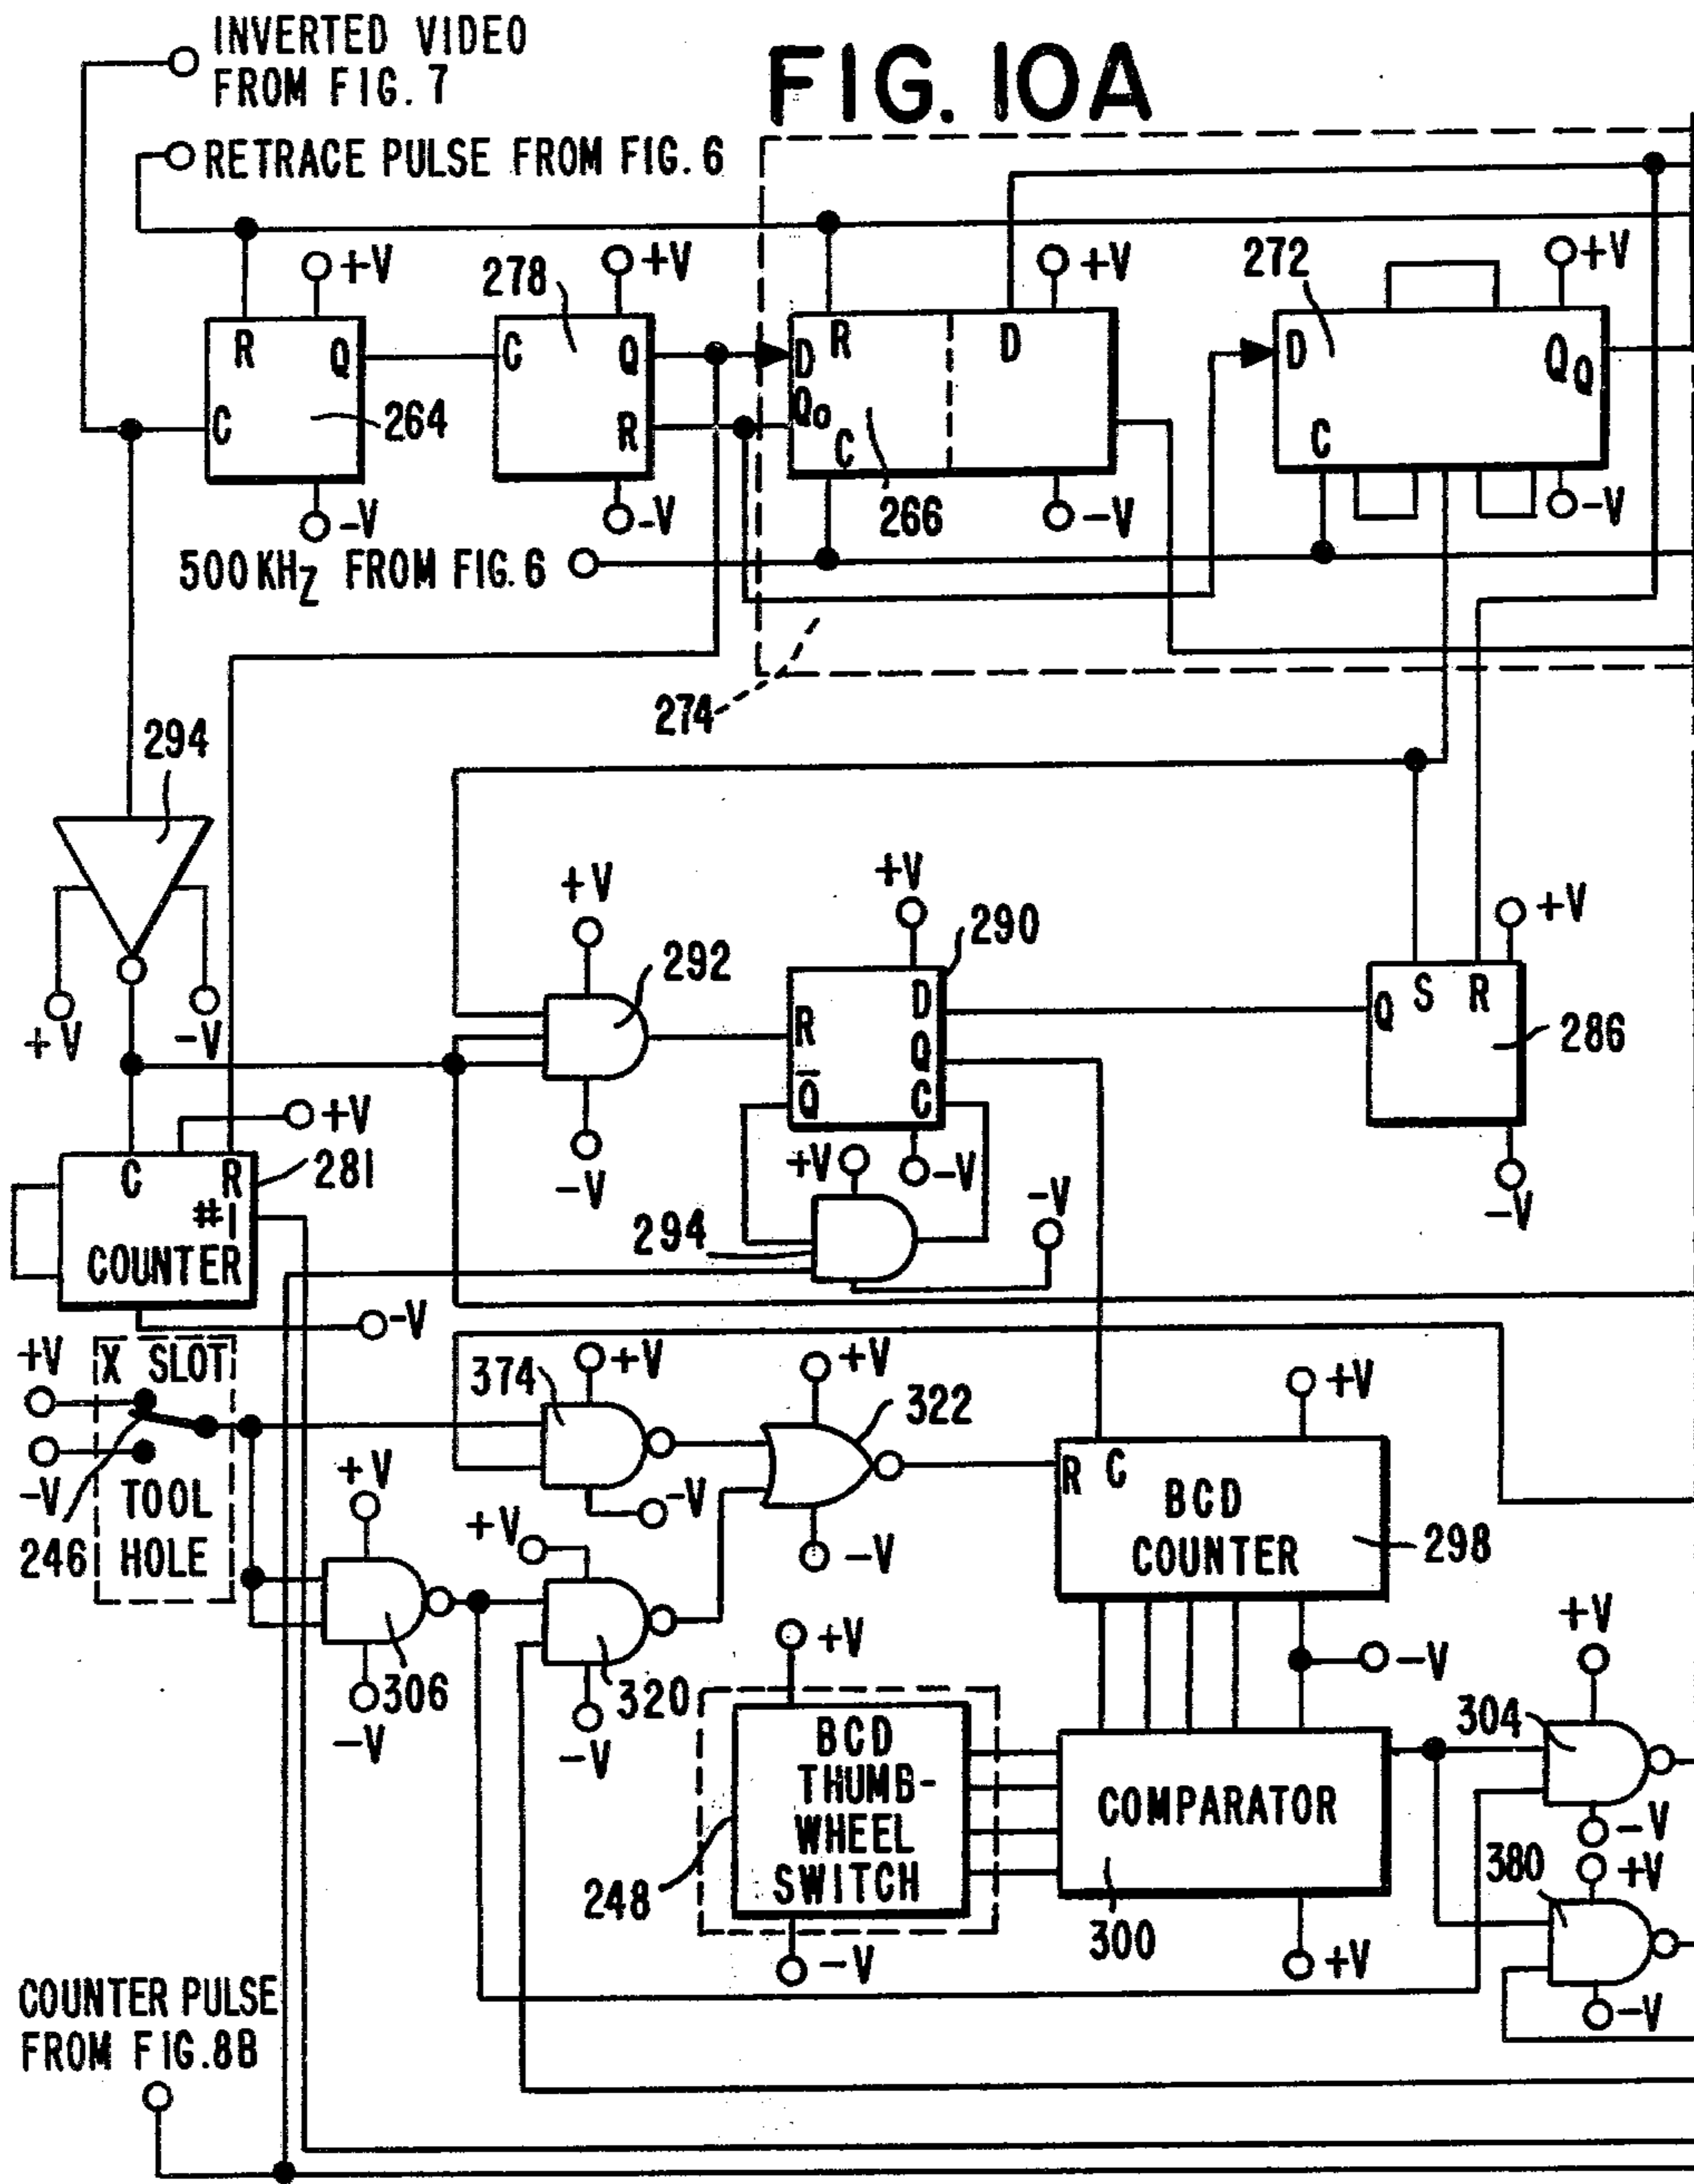 INVERTED VIDEO
FROM FIG. 7
FIG. 10A
RETRACE PULSE FROM FIG. 6
+V
278
+V
+V
272
+V
R
Q
C
264
-V
C
Q
R
-V
D
R
D
Q0
C
266
-V
D
QQ
C
-V
500 KHZ FROM FIG. 6
274
294
+V
-V
+V
292
-V
+V
290
R
D
Q
Q̅
C
-V
+V
Q
S
R
286
-V
+V
C
R
281
#1
COUNTER
-V
+V
294
-V
+V
X SLOT
-V
246
TOOL
HOLE
374
+V
-V
+V
322
-V
+V
R
C
BCD
COUNTER
298
+V
306
-V
+V
320
-V
-V
+V
BCD
THUMB-
WHEEL
SWITCH
248
-V
COMPARATOR
300
+V
+V
304
-V
380
+V
-V
COUNTER PULSE
FROM FIG.8B